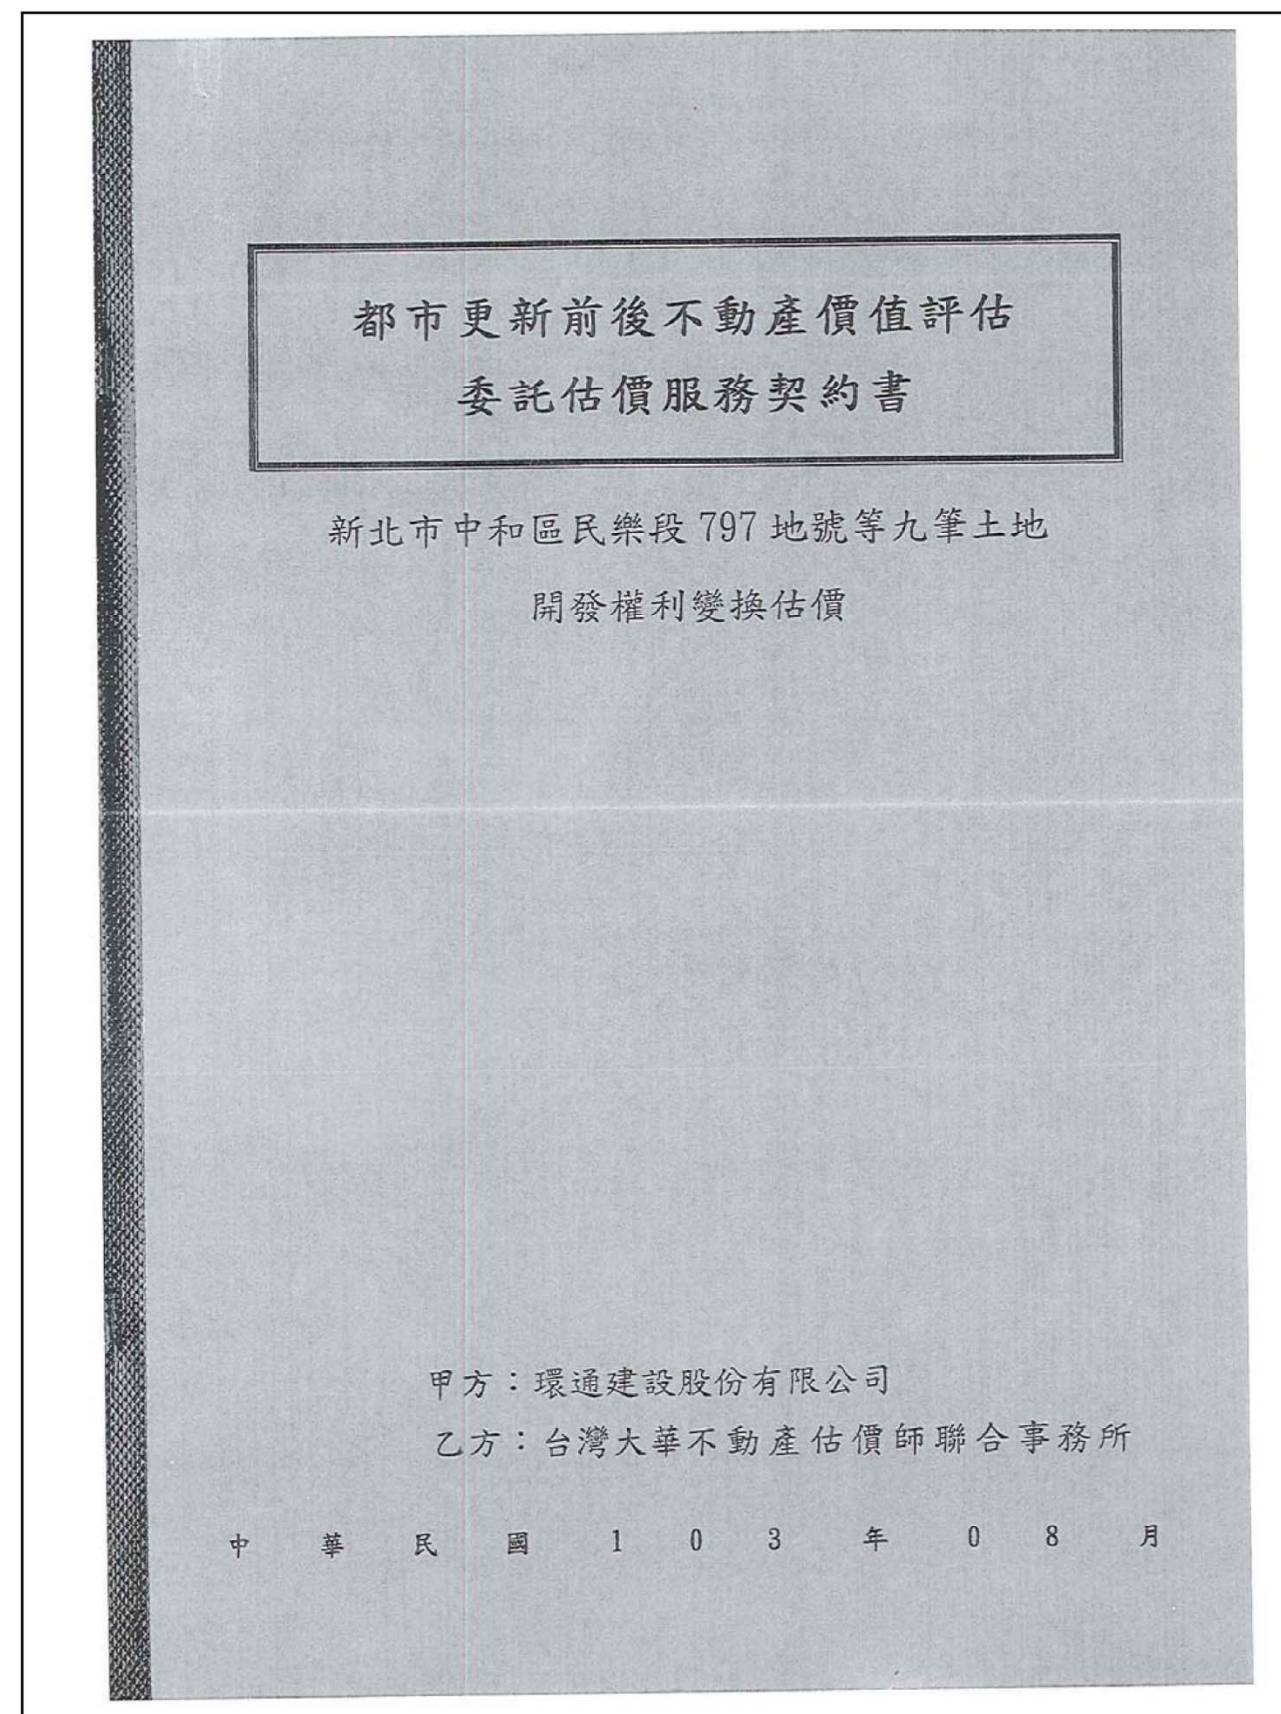 都市更新前後不動產價值評估
委託估價服務契約書
新北市中和區民樂段 797 地號等九筆土地
開發權利變換估價
甲方：環通建設股份有限公司
乙方：台灣大華不動產估價師聯合事務所
中華民國103年08月